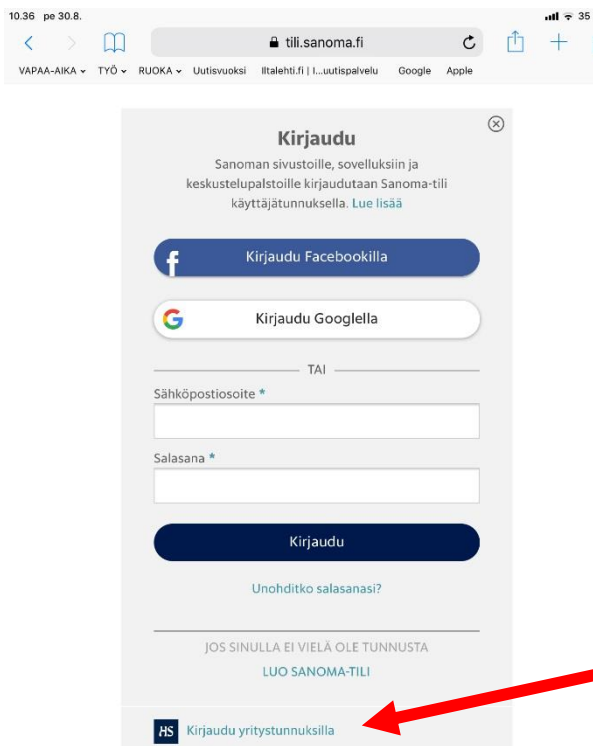 10.36 pe 30.8.
35
tili.sanoma.fi
VAPAA-AIKA TYÖ RUOKA Uutisvuoksi Iltalehti.fi | I...uutispalvelu Google Apple
Kirjaudu
Sanoman sivustoille, sovelluksiin ja
keskustelupalstoille kirjaudutaan Sanoma-tili
käyttäjätunnuksella. Lue lisää
f Kirjaudu Facebookilla
G Kirjaudu Googlella
TAI
Sähköpostiosoite *
Salasana *
Kirjaudu
Unohditko salasanasi?
JOS SINULLA EI VIELÄ OLE TUNNUSTA
LUO SANOMA-TILI
HS Kirjaudu yritystunnuksilla